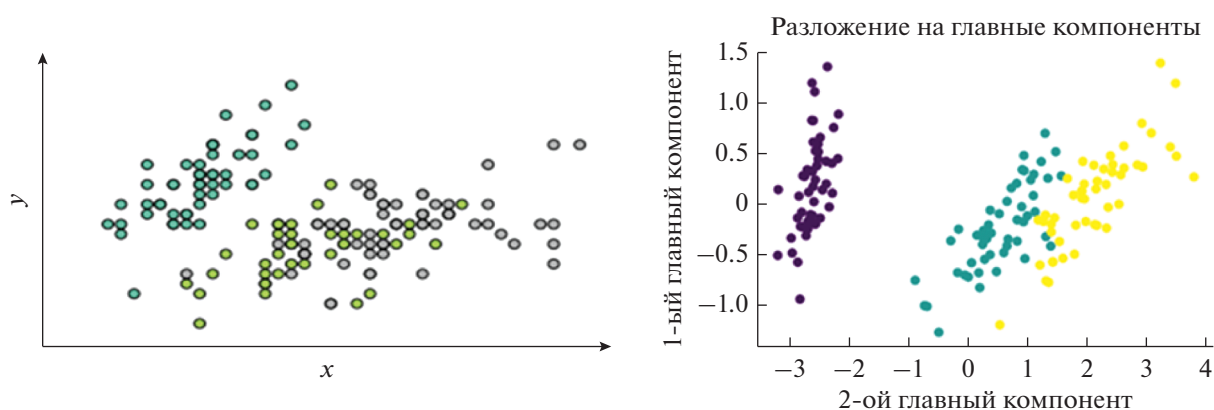 y
x
Разложение на главные компоненты
1-ый главный компонент
1.5
1.0
0.5
0
−0.5
−1.0
−3 −2 −1 0 1 2 3 4
2-ой главный компонент